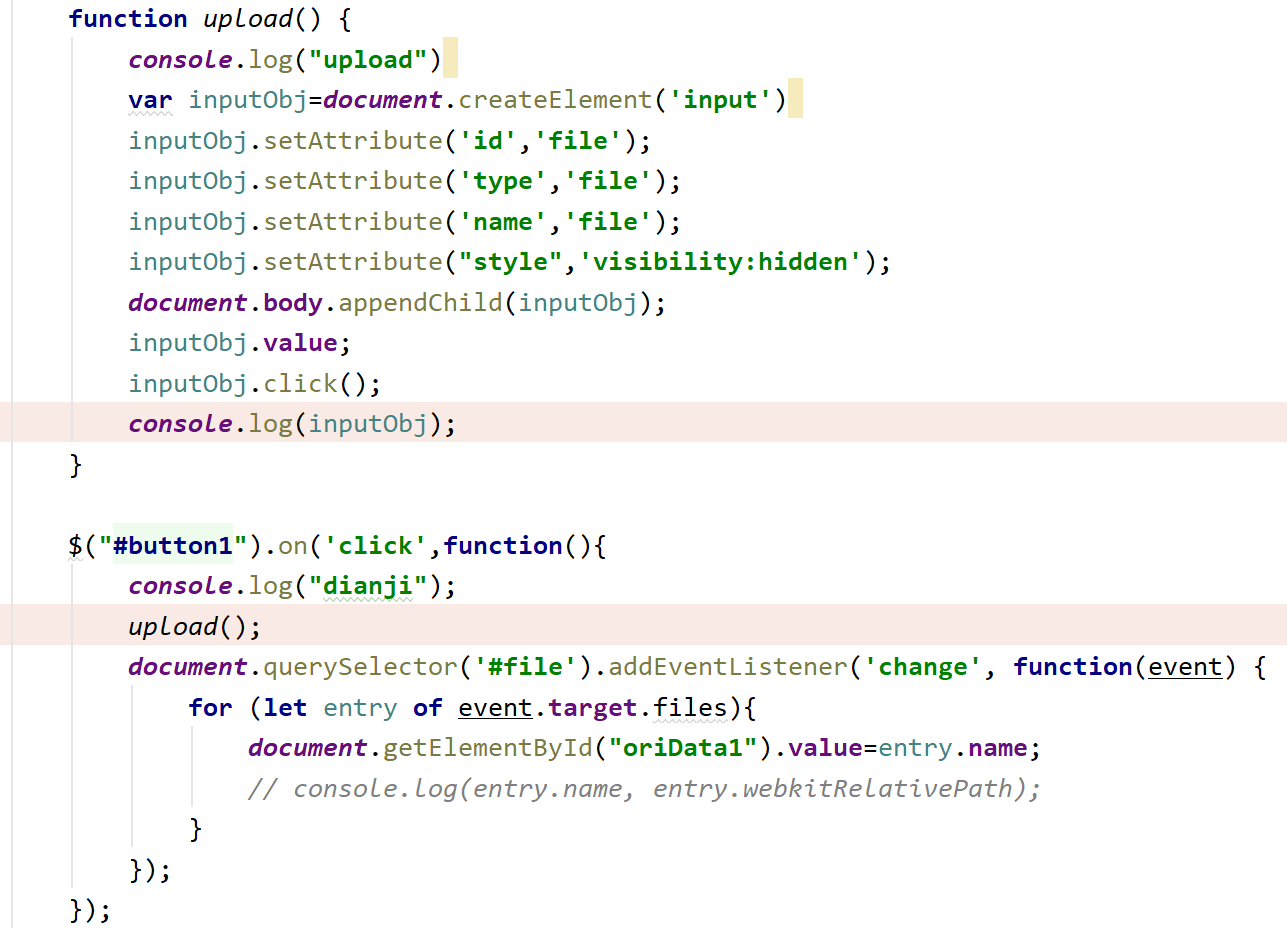 function upload() {
    console.log("upload")
    var inputObj=document.createElement('input')
    inputObj.setAttribute('id','file');
    inputObj.setAttribute('type','file');
    inputObj.setAttribute('name','file');
    inputObj.setAttribute("style",'visibility:hidden');
    document.body.appendChild(inputObj);
    inputObj.value;
    inputObj.click();
    console.log(inputObj);
}

$("#button1").on('click',function(){
    console.log("dianji");
    upload();
    document.querySelector('#file').addEventListener('change', function(event) {
        for (let entry of event.target.files){
            document.getElementById("oriData1").value=entry.name;
            // console.log(entry.name, entry.webkitRelativePath);
        }
    });
});